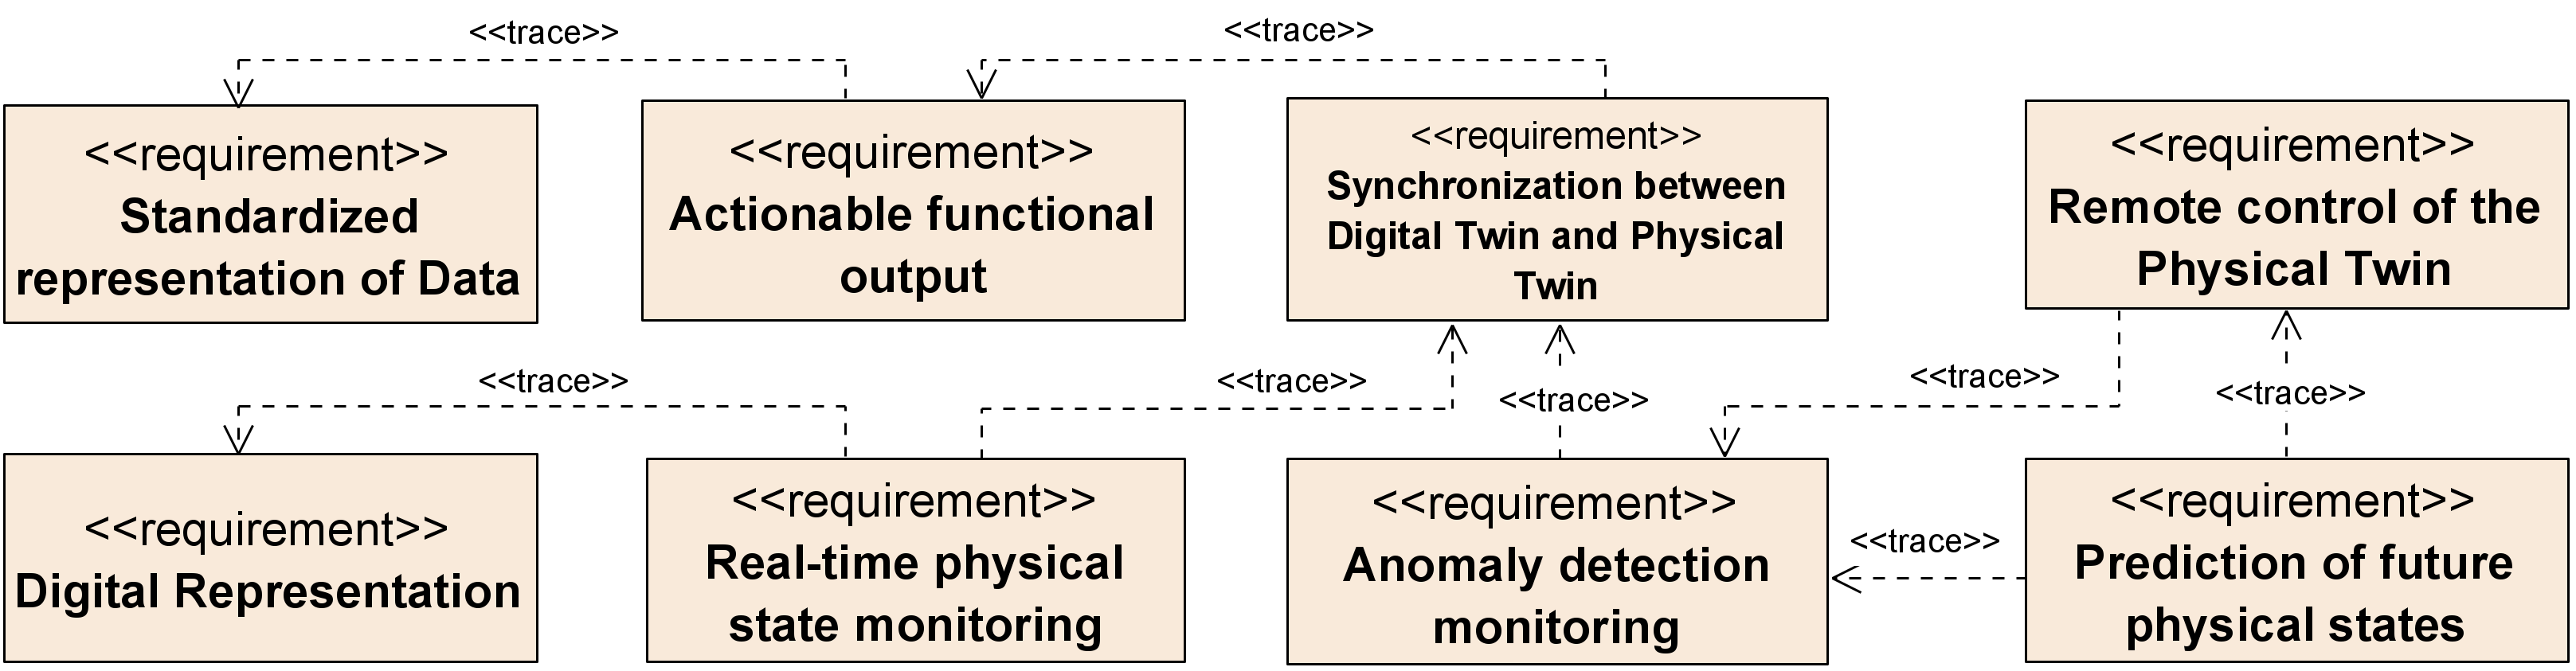 <<trace>>
<<trace>>
<<requirement>>
Standardized
representation of Data
<<requirement>>
Actionable functional
output
<<requirement>>
Synchronization between
Digital Twin and Physical
Twin
<<requirement>>
Remote control of the
Physical Twin
<<trace>>
<<trace>>
<<trace>>
<<trace>>
<<trace>>
<<requirement>>
Digital Representation
<<requirement>>
Real-time physical
state monitoring
<<requirement>>
Anomaly detection
monitoring
<<trace>>
<<requirement>>
Prediction of future
physical states